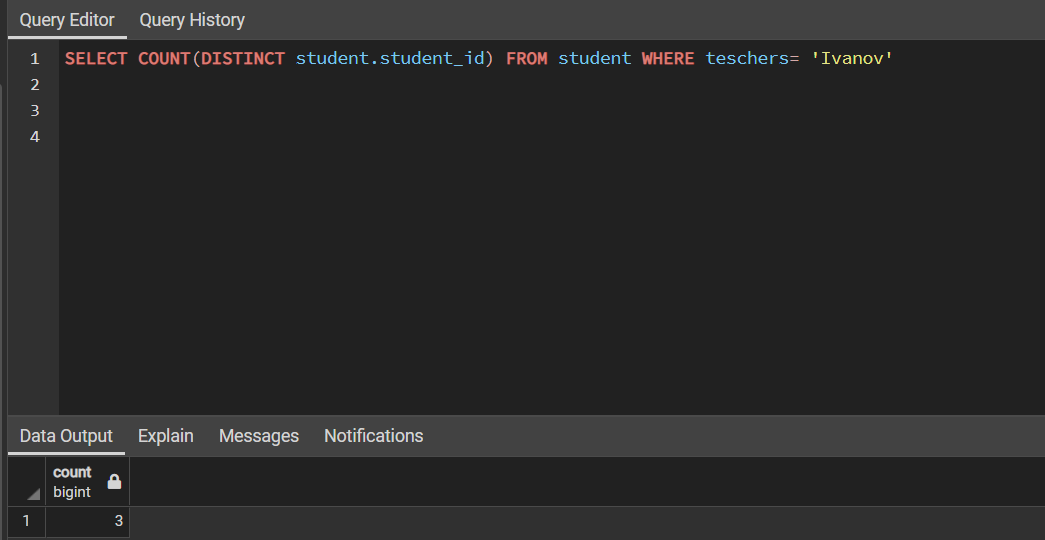 Query Editor Query History
1 SELECT COUNT(DISTINCT student.student_id) FROM student WHERE teschers= 'Ivanov'
2
3
4
Data Output Explain Messages Notifications
count
bigint
1 3